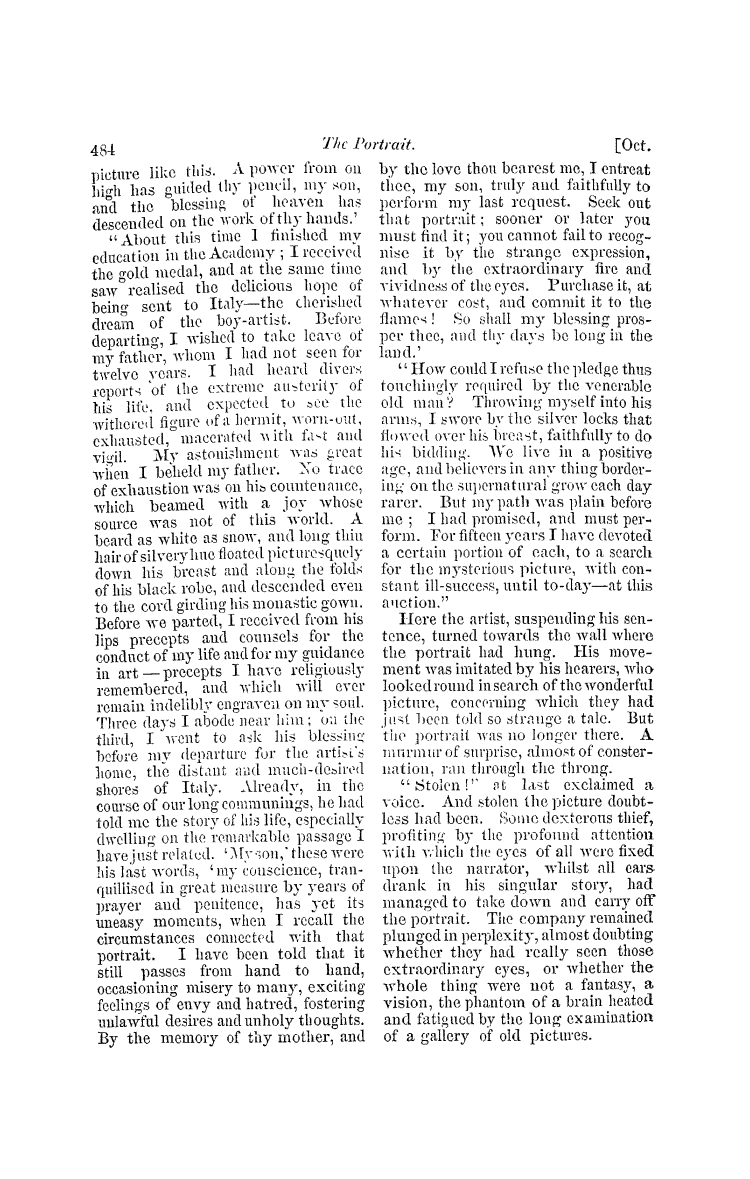 484 The Portrait. [Oct.
picture like this. A power from on
high has guided thy pencil, my son,
and the blessing of heaven has
descended on the work of thy hands.'
"About this time I finished my
education in the Academy; I received
the gold medal, and at the same time
saw realised the delicious hope of
being sent to Italy—the cherished
dream of the boy-artist. Before
departing, I wished to take leave of
my father, whom I had not seen for
twelve years. I had heard divers
reports of the extreme austerity of
his life, and expected to see the
withered figure of a hermit, worn-out,
exhausted, macerated with fast and
vigil. My astonishment was great
when I beheld my father. No trace
of exhaustion was on his countenance,
which beamed with a joy whose
source was not of this world. A
beard as white as snow, and long thin
hair of silvery hue floated picturesquely
down his breast and along the folds
of his black robe, and descended even
to the cord girding his monastic gown.
Before we parted, I received from his
lips precepts and counsels for the
conduct of my life and for my guidance
in art—precepts I have religiously
remembered, and which will ever
remain indelibly engraven on my soul.
Three days I abode near him; on the
third, I went to ask his blessing
before my departure for the artist's
home, the distant and much-desired
shores of Italy. Already, in the
course of our long communings, he had
told me the story of his life, especially
dwelling on the remarkable passage I
have just related. 'My son,' these were
his last words, 'my conscience, tran-
quillised in great measure by years of
prayer and penitence, has yet its
uneasy moments, when I recall the
circumstances connected with that
portrait. I have been told that it
still passes from hand to hand,
occasioning misery to many, exciting
feelings of envy and hatred, fostering
unlawful desires and unholy thoughts.
By the memory of thy mother, and
by the love thou bearest me, I entreat
thee, my son, truly and faithfully to
perform my last request. Seek out
that portrait; sooner or later you
must find it; you cannot fail to recog-
nise it by the strange expression,
and by the extraordinary fire and
vividness of the eyes. Purchase it, at
whatever cost, and commit it to the
flames! So shall my blessing pros-
per thee, and thy days be long in the
land.'
"How could I refuse the pledge thus
touchingly required by the venerable
old man? Throwing myself into his
arms, I swore by the silver locks that
flowed over his breast, faithfully to do
his bidding. We live in a positive
age, and believers in any thing border-
ing on the supernatural grow each day
rarer. But my path was plain before
me; I had promised, and must per-
form. For fifteen years I have devoted
a certain portion of each, to a search
for the mysterious picture, with con-
stant ill-success, until to-day—at this
auction."
Here the artist, suspending his sen-
tence, turned towards the wall where
the portrait had hung. His move-
ment was imitated by his hearers, who
looked round in search of the wonderful
picture, concerning which they had
just been told so strange a tale. But
the portrait was no longer there. A
murmur of surprise, almost of conster-
nation, ran through the throng.
"Stolen!" at last exclaimed a
voice. And stolen the picture doubt-
less had been. Some dexterous thief,
profiting by the profound attention
with which the eyes of all were fixed
upon the narrator, whilst all ears
drank in his singular story, had
managed to take down and carry off
the portrait. The company remained
plunged in perplexity, almost doubting
whether they had really seen those
extraordinary eyes, or whether the
whole thing were not a fantasy, a
vision, the phantom of a brain heated
and fatigued by the long examination
of a gallery of old pictures.